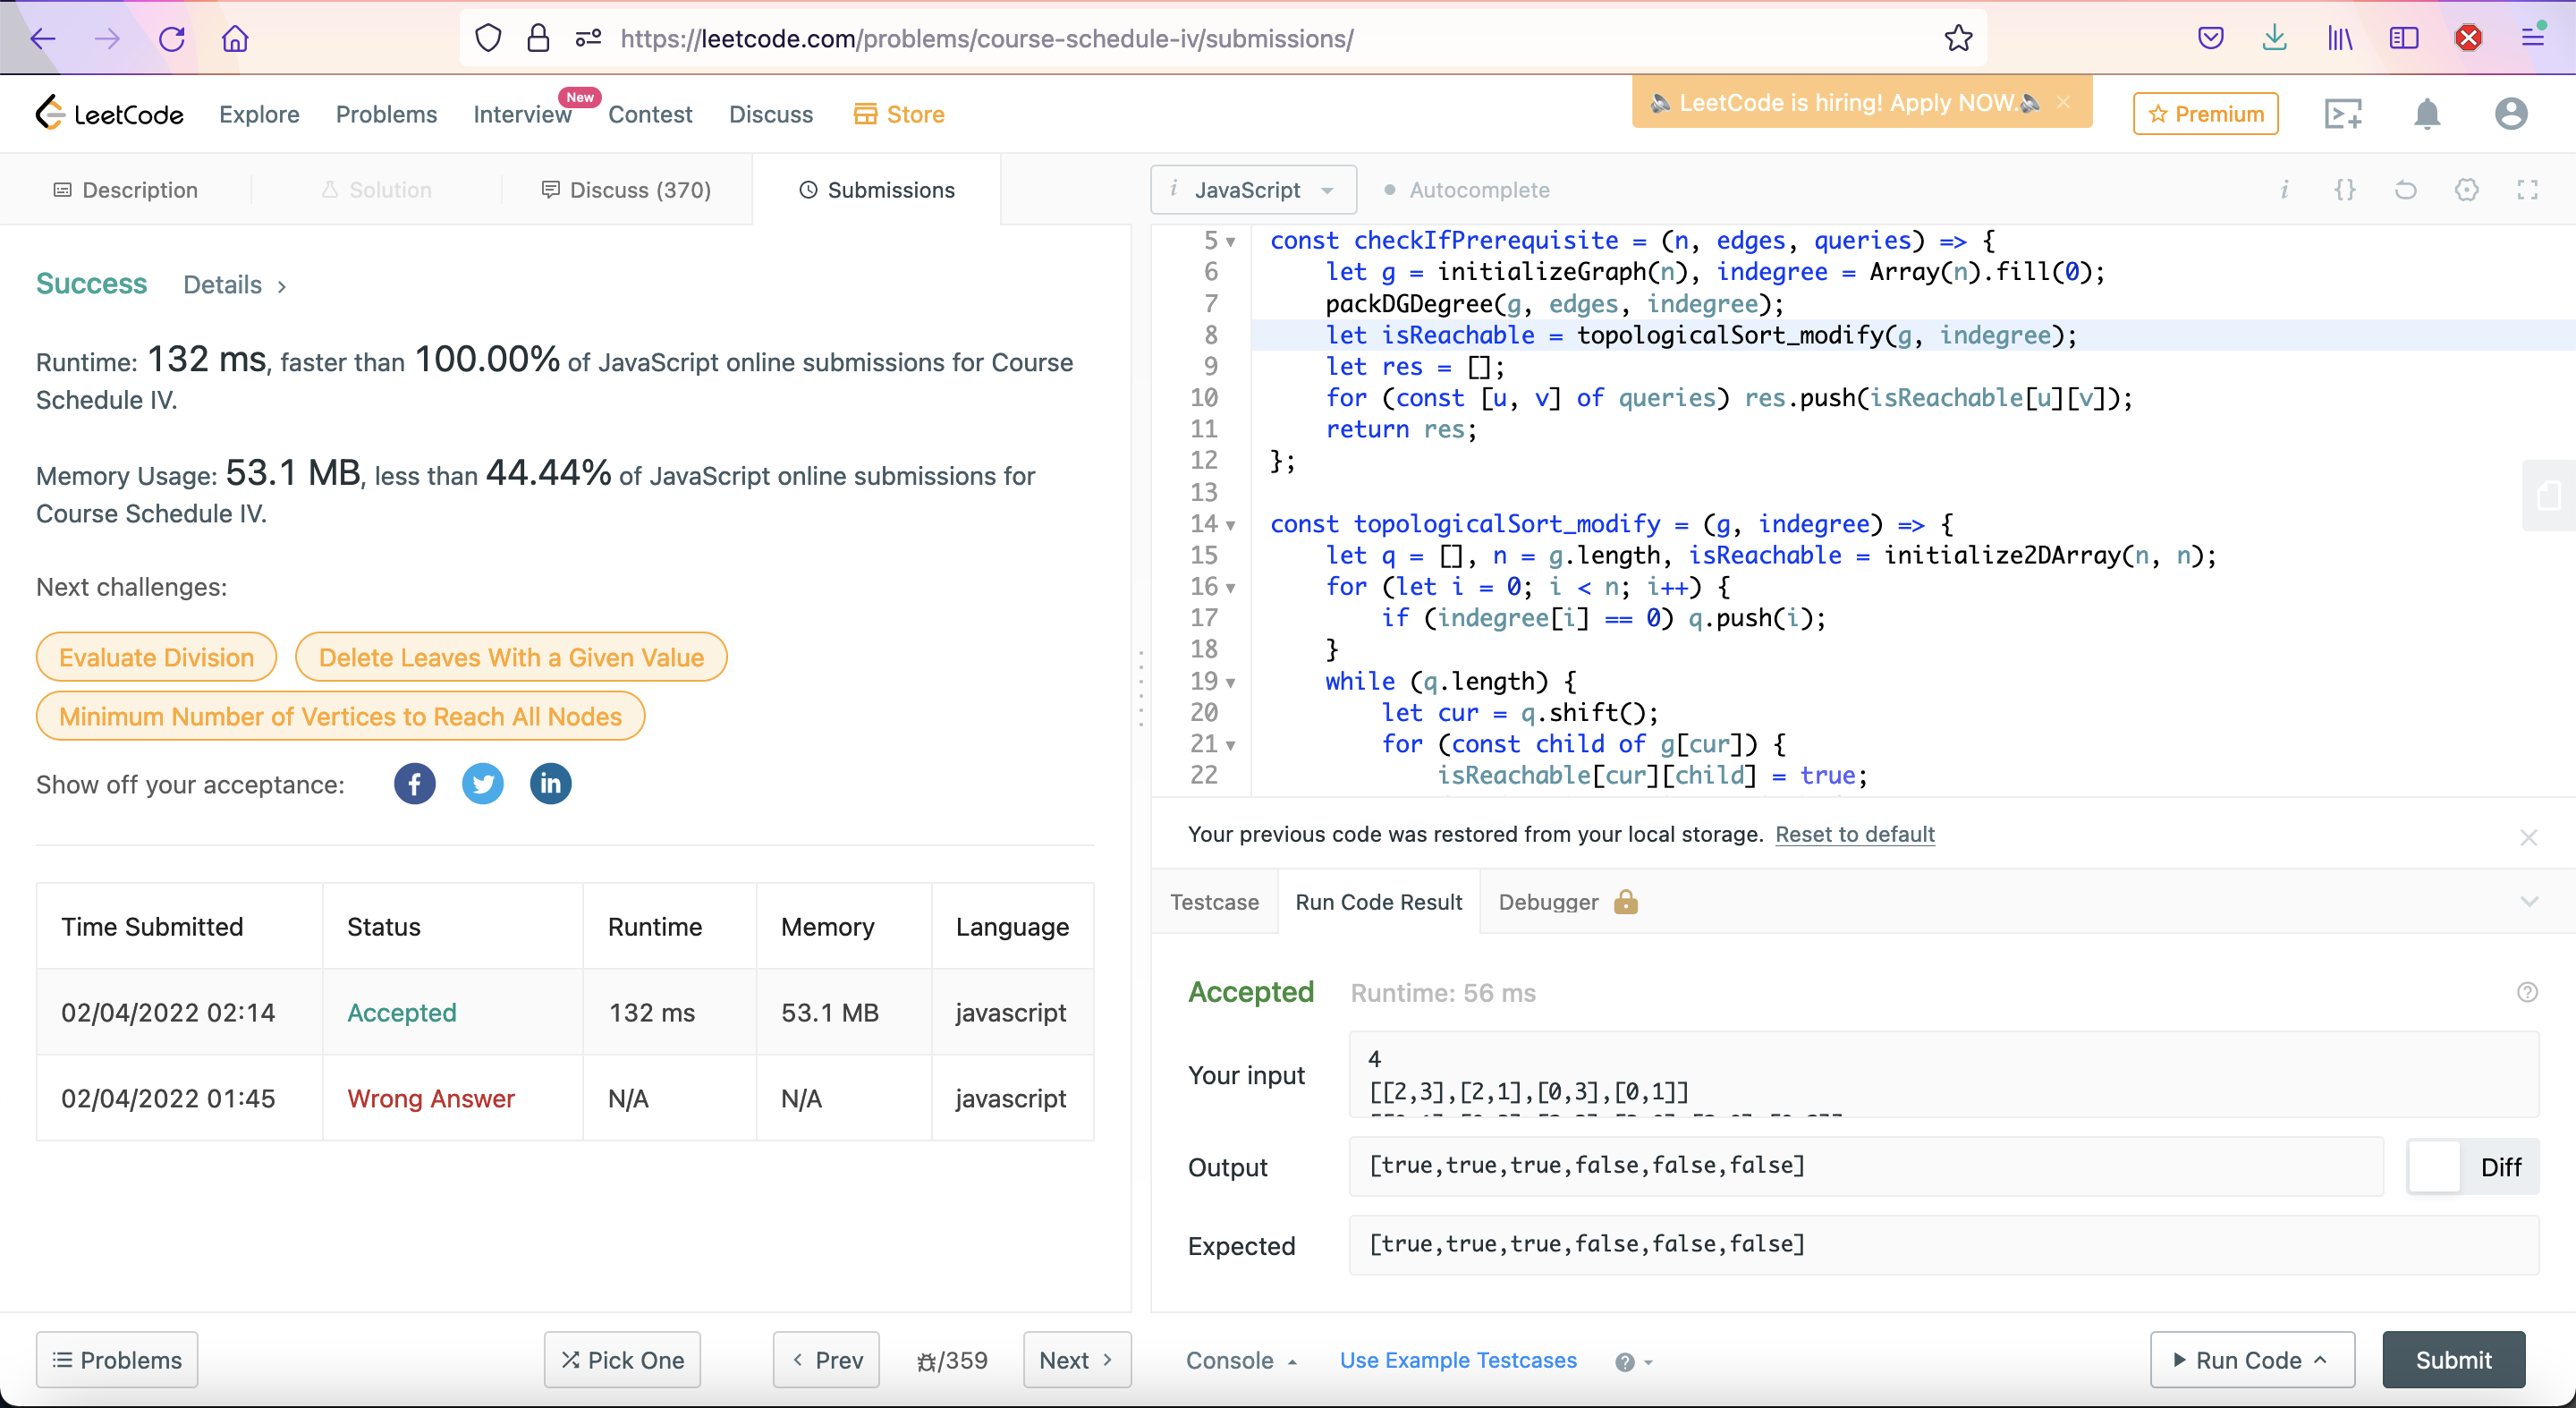 https://leetcode.com/problems/course-schedule-iv/submissions/
LeetCode
Explore
Problems
Interview
New
Contest
Discuss
Store
LeetCode is hiring! Apply NOW.
Premium
Description
Solution
Discuss (370)
Submissions
Success
Details
Runtime: 132 ms, faster than 100.00% of JavaScript online submissions for Course
Schedule IV.
Memory Usage: 53.1 MB, less than 44.44% of JavaScript online submissions for
Course Schedule IV.
Next challenges:
Evaluate Division
Delete Leaves With a Given Value
Minimum Number of Vertices to Reach All Nodes
Show off your acceptance:
Time Submitted Status Runtime Memory Language
02/04/2022 02:14 Accepted 132 ms 53.1 MB javascript
02/04/2022 01:45 Wrong Answer N/A N/A javascript
Problems
Pick One
Prev
/359
Next
i JavaScript
Autocomplete
5 const checkIfPrerequisite = (n, edges, queries) => {
6 let g = initializeGraph(n), indegree = Array(n).fill(0);
7 packDGDegree(g, edges, indegree);
8 let isReachable = topologicalSort_modify(g, indegree);
9 let res = [];
10 for (const [u, v] of queries) res.push(isReachable[u][v]);
11 return res;
12 };
13
14 const topologicalSort_modify = (g, indegree) => {
15 let q = [], n = g.length, isReachable = initialize2DArray(n, n);
16 for (let i = 0; i < n; i++) {
17 if (indegree[i] == 0) q.push(i);
18 }
19 while (q.length) {
20 let cur = q.shift();
21 for (const child of g[cur]) {
22 isReachable[cur][child] = true;
Your previous code was restored from your local storage. Reset to default
Testcase
Run Code Result
Debugger
Accepted
Runtime: 56 ms
Your input
4
[[2,3],[2,1],[0,3],[0,1]]
Output
[true,true,true,false,false,false]
Diff
Expected
[true,true,true,false,false,false]
Console
Use Example Testcases
Run Code
Submit